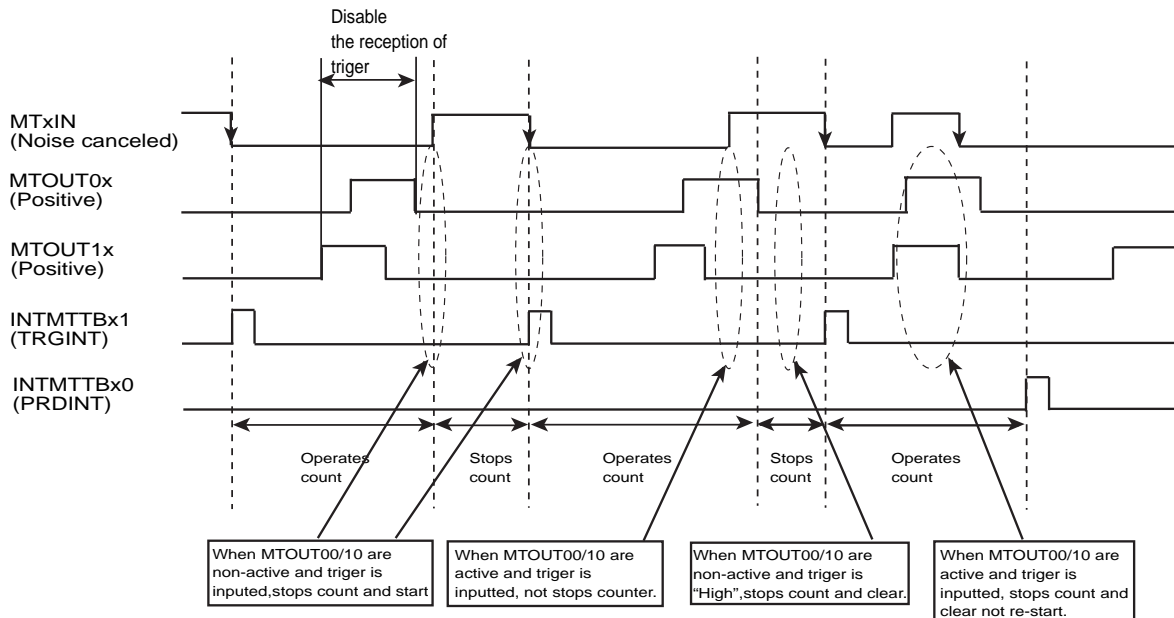 Disable
the reception of
triger
MTxIN
(Noise canceled)
MTOUT0x
(Positive)
MTOUT1x
(Positive)
INTMTTBx1
(TRGINT)
INTMTTBx0
(PRDINT)
Operates
count
Stops
count
Operates
count
Stops
count
Operates
count
When MTOUT00/10 are
non-active and triger is
inputed,stops count and start
When MTOUT00/10 are
active and triger is
inputted, not stops counter.
When MTOUT00/10 are
non-active and triger is
“High”,stops count and clear.
When MTOUT00/10 are
active and triger is
inputted, stops count and
clear not re-start.